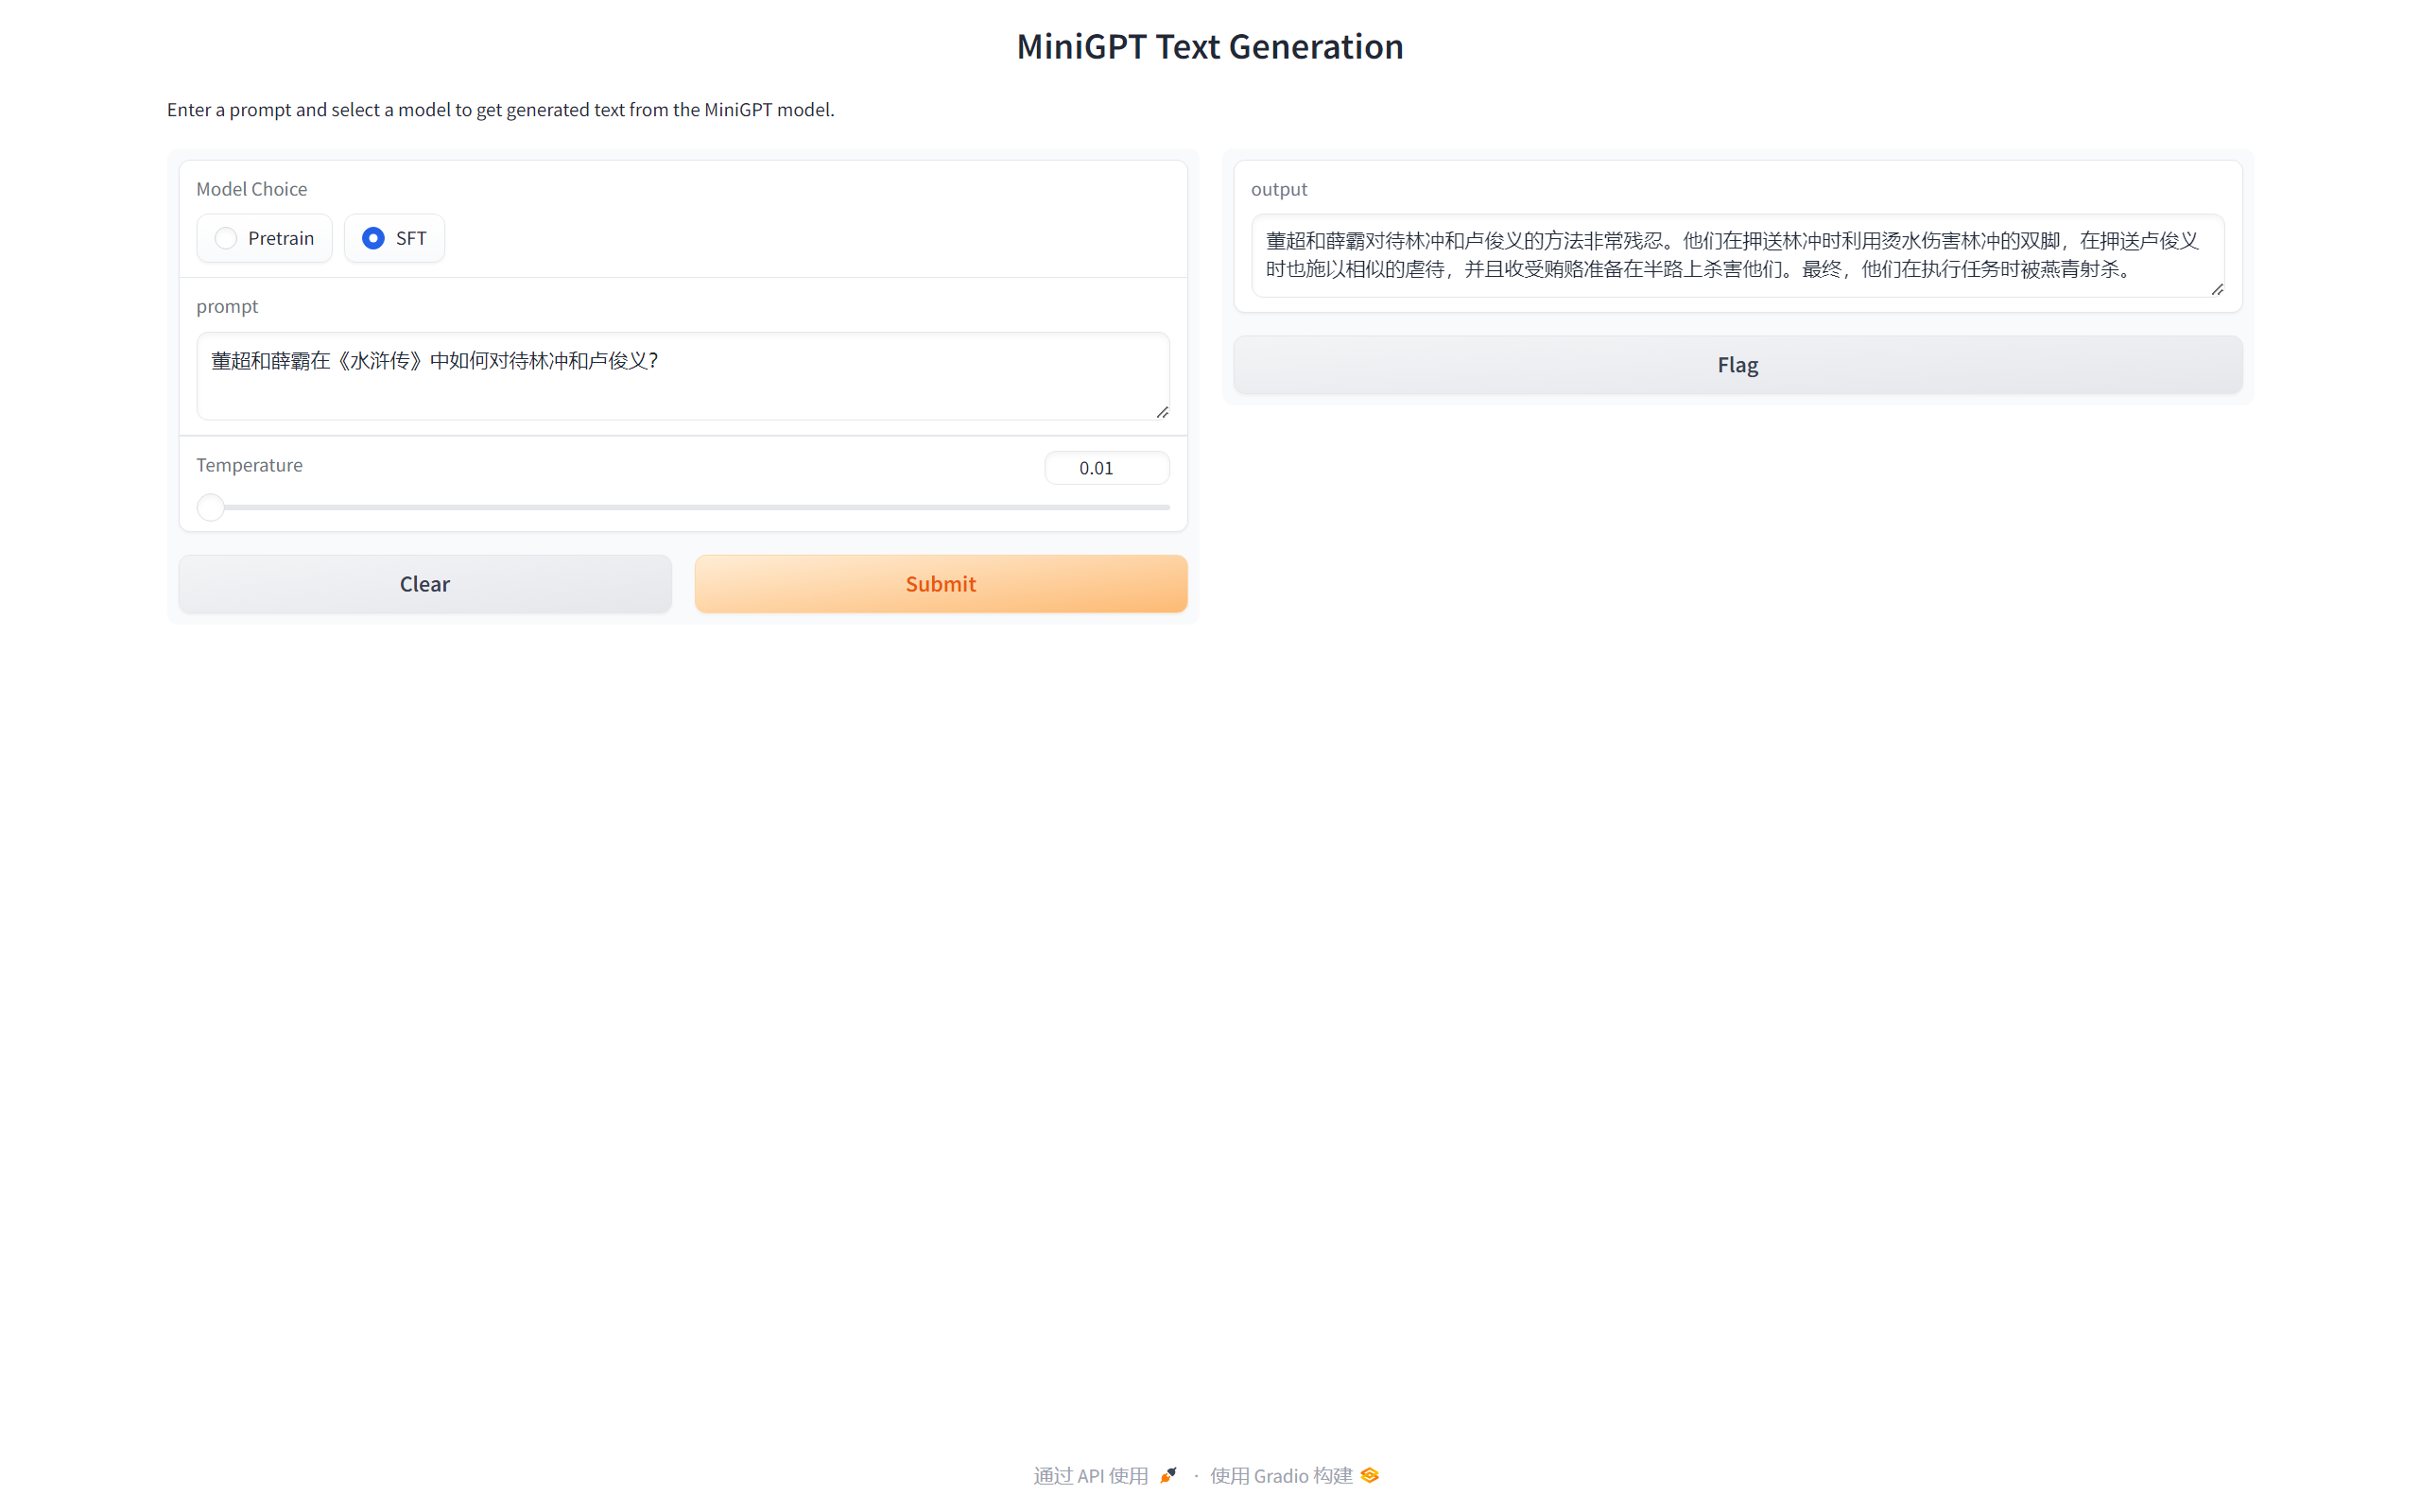 MiniGPT Text Generation
Enter a prompt and select a model to get generated text from the MiniGPT model.
Model Choice
Pretrain
SFT
prompt
董超和薛霸在《水浒传》中如何对待林冲和卢俊义?
Temperature
0.01
Clear
Submit
output
董超和薛霸对待林冲和卢俊义的方法非常残忍。他们在押送林冲时利用烫水伤害林冲的双脚，在押送卢俊义
时也施以相似的虐待，并且收受贿赂准备在半路上杀害他们。最终，他们在执行任务时被燕青射杀。
Flag
通过 API 使用 · 使用 Gradio 构建